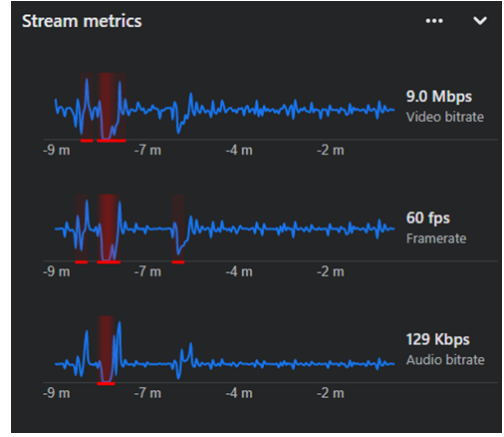 Stream metrics
9.0 Mbps
Video bitrate
-9 m -7 m -4 m -2 m
60 fps
Framerate
-9 m -7 m -4 m -2 m
129 Kbps
Audio bitrate
-9 m -7 m -4 m -2 m